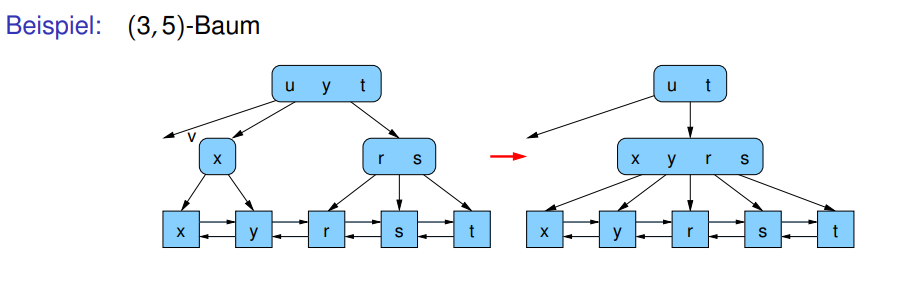 Beispiel: (3,5)-Baum
u y t
u t
v
x
r s
x y r s
x y r s t
x y r s t